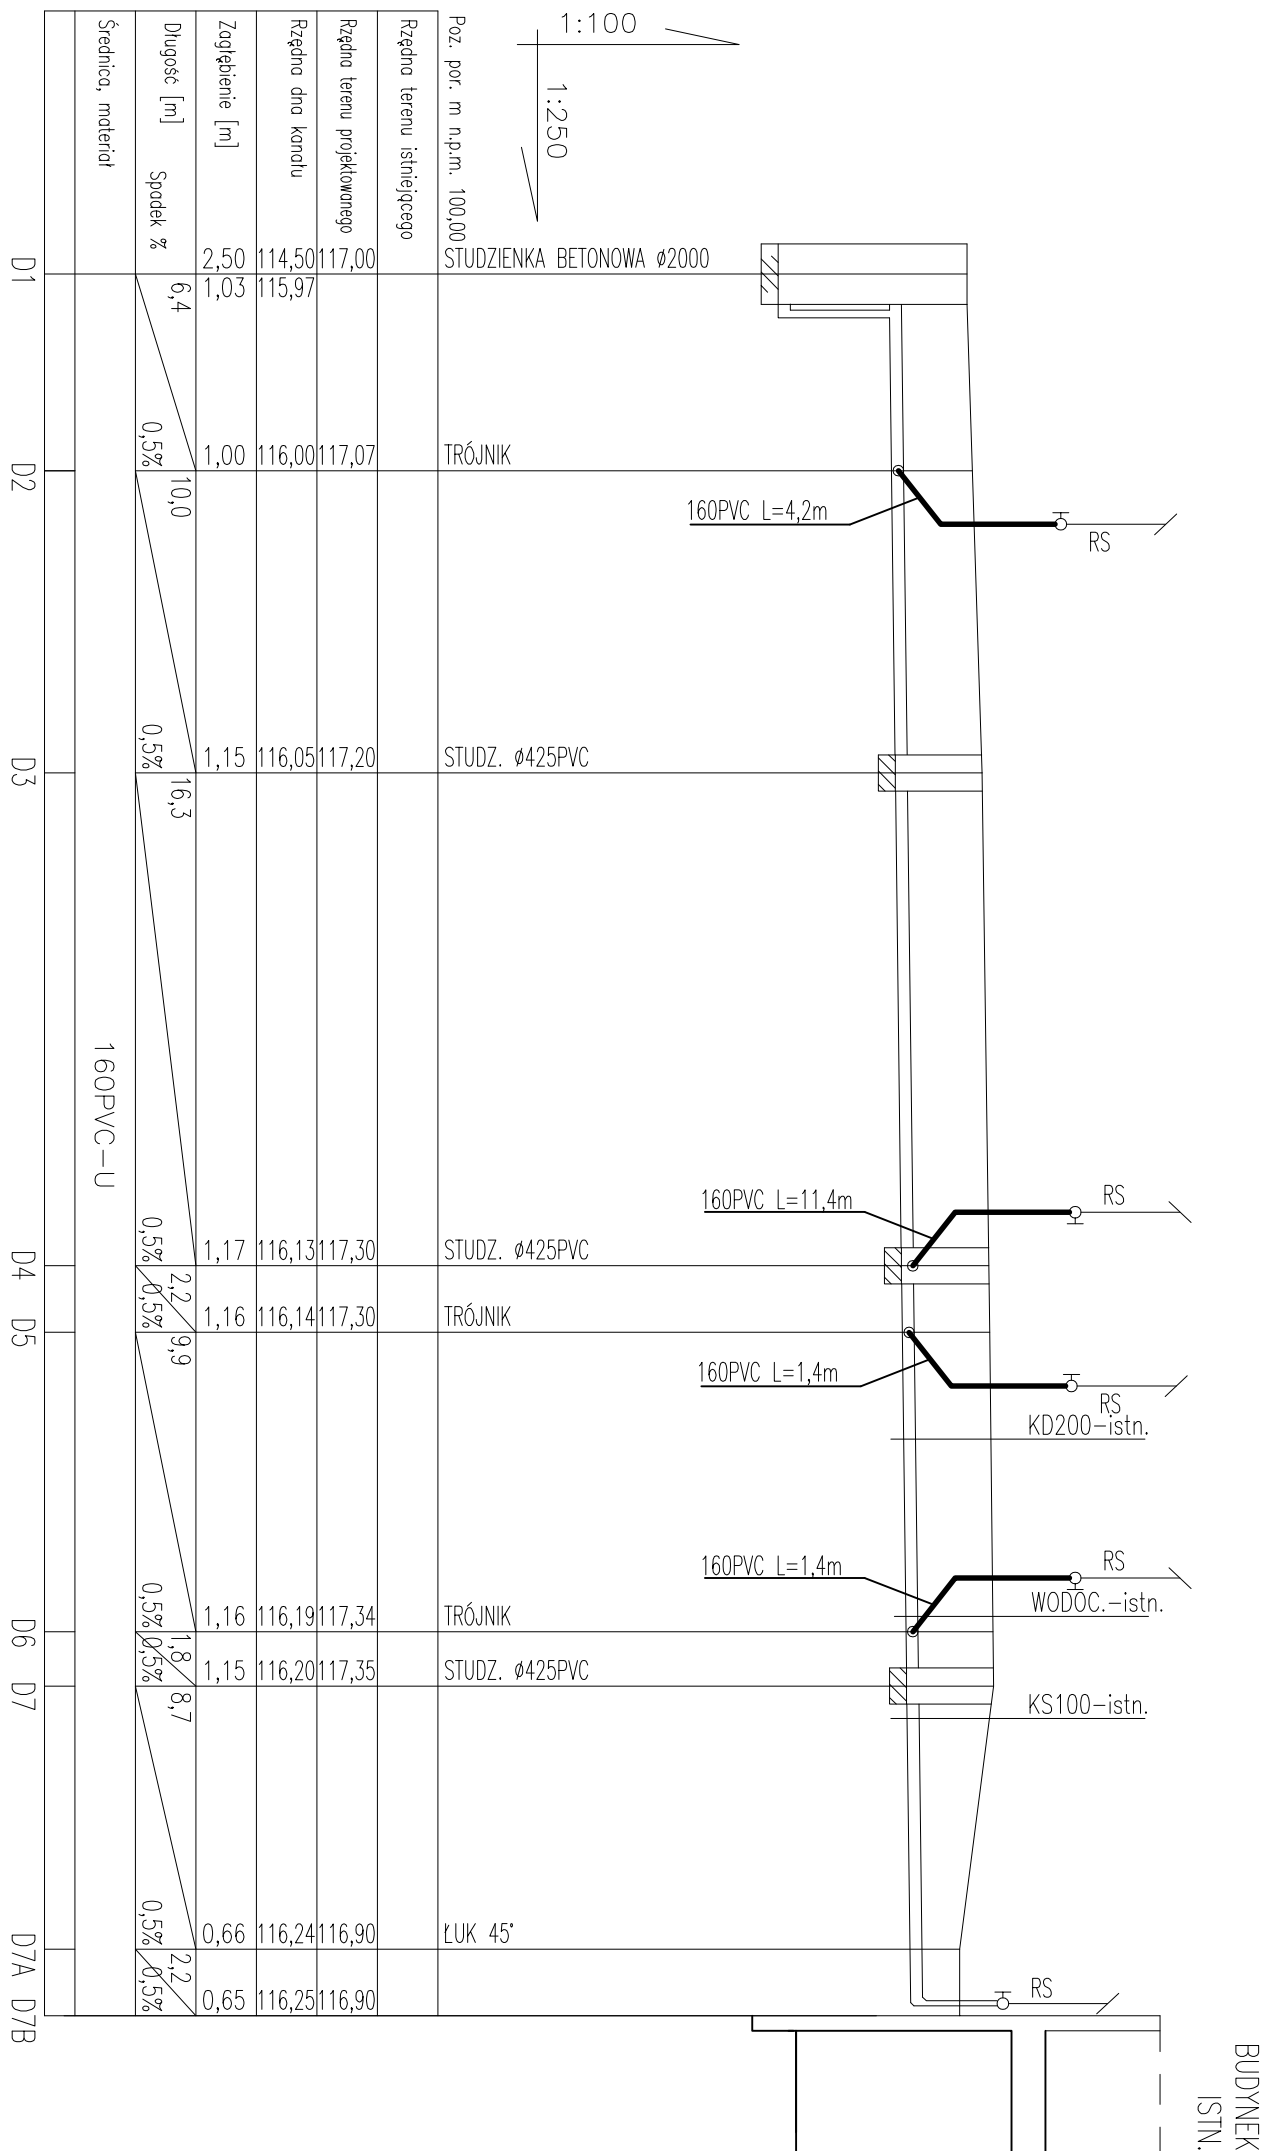 1:100
1:250
Poz. por. m n.p.m. 100,00
Rzędna terenu istniejącego
Rzędna terenu projektowanego
Rzędna dna kanału
Zagłębienie [m]
Długość [m]
Spadek %
Średnica, materiał
2,50 114,50 117,00 STUDZIENKA BETONOWA ø2000
D1
1,03 115,97
6,4
0,5% 1,00 116,00 117,07 TRÓJNIK
D2
10,0
160PVC L=4,2m
RS
0,5% 1,15 116,05 117,20 STUDZ. ø425PVC
D3
16,3
160PVC-U
160PVC L=11,4m
RS
0,5% 1,17 116,13 117,30 STUDZ. ø425PVC
D4
2,2
0,5% 1,16 116,14 117,30 TRÓJNIK
D5
9,9
160PVC L=1,4m
RS
KD200-istn.
160PVC L=1,4m
RS
WODOC.-istn.
0,5% 1,16 116,19 117,34 TRÓJNIK
D6
1,8
0,5% 1,15 116,20 117,35 STUDZ. ø425PVC
D7
8,7
KS100-istn.
0,5% 0,66 116,24 116,90 ŁUK 45°
D7A
2,2
0,5% 0,65 116,25 116,90
RS
D7B
BUDYNEK
ISTN.